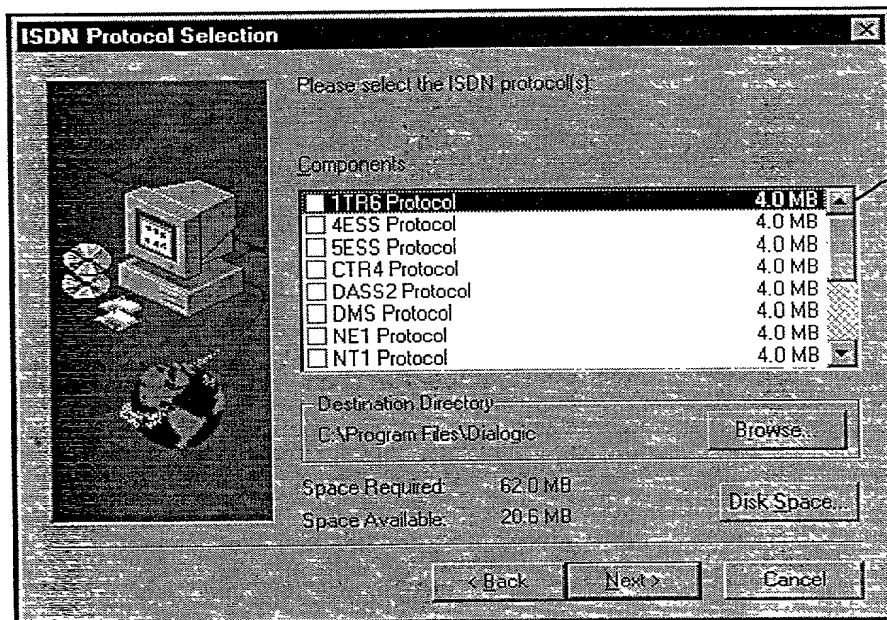 ISDN Protocol Selection
Please select the ISDN protocol(s):
Components
1TR6 Protocol 4.0 MB
4ESS Protocol 4.0 MB
5ESS Protocol 4.0 MB
CTR4 Protocol 4.0 MB
DASS2 Protocol 4.0 MB
DMS Protocol 4.0 MB
NE1 Protocol 4.0 MB
NT1 Protocol 4.0 MB
Destination Directory
C:\Program Files\Dialogic
Browse...
Space Required: 62.0 MB
Space Available: 20.6 MB
Disk Space...
< Back
Next >
Cancel